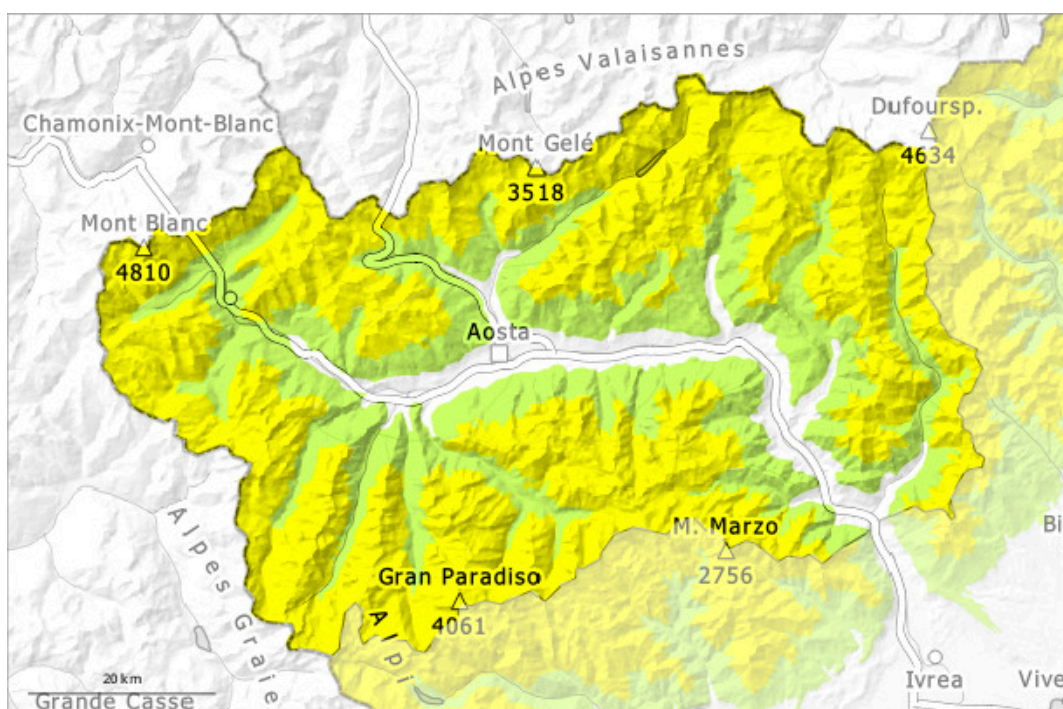 Alpes Valaisannes
Dufoursp.
4634
Chamonix-Mont-Blanc
Mont Gelé
3518
Mont Blanc
4810
Aosta
M. Marzo
2756
Gran Paradiso
4061
Alpes Graie
Alpi
Bi
20 km
Grande Casse
Ivrea
Vive